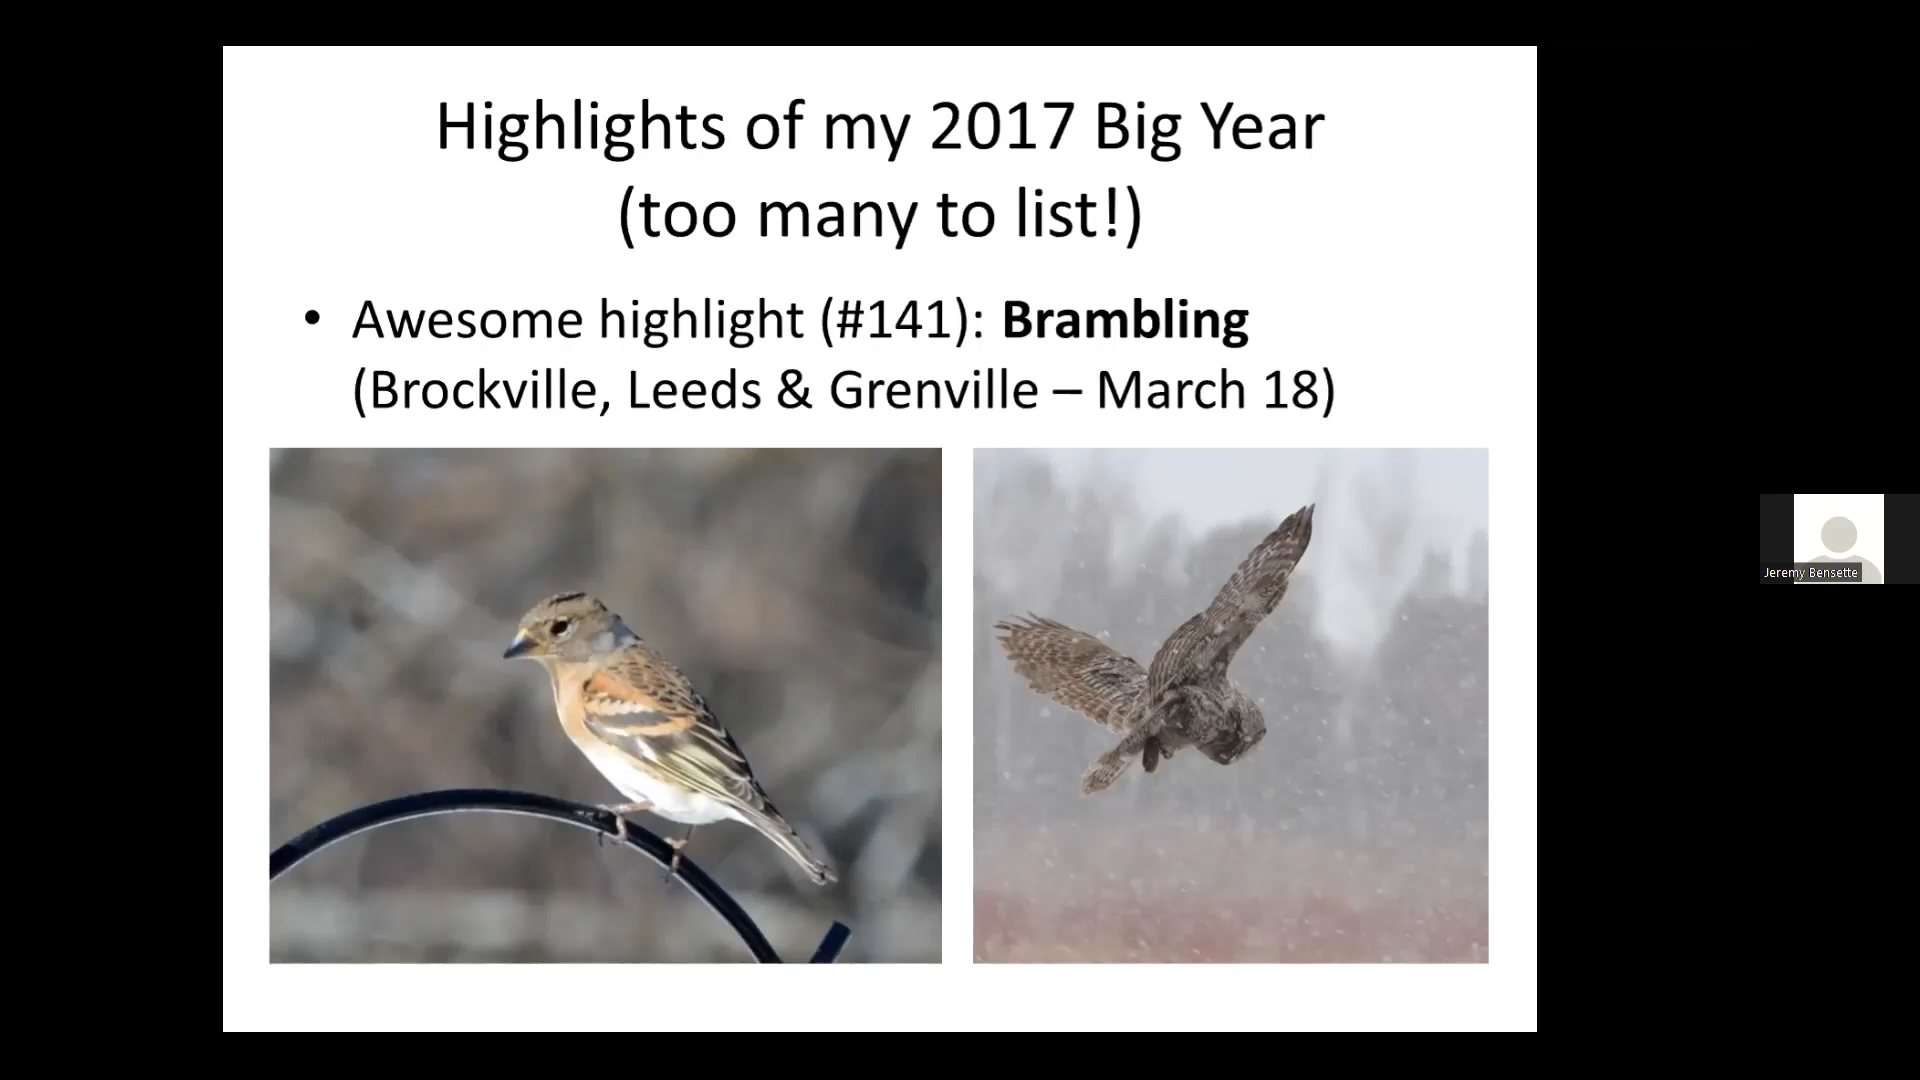 Highlights of my 2017 Big Year
(too many to list!)
• Awesome highlight (#141): Brambling
(Brockville, Leeds & Grenville – March 18)
Jeremy Bensette